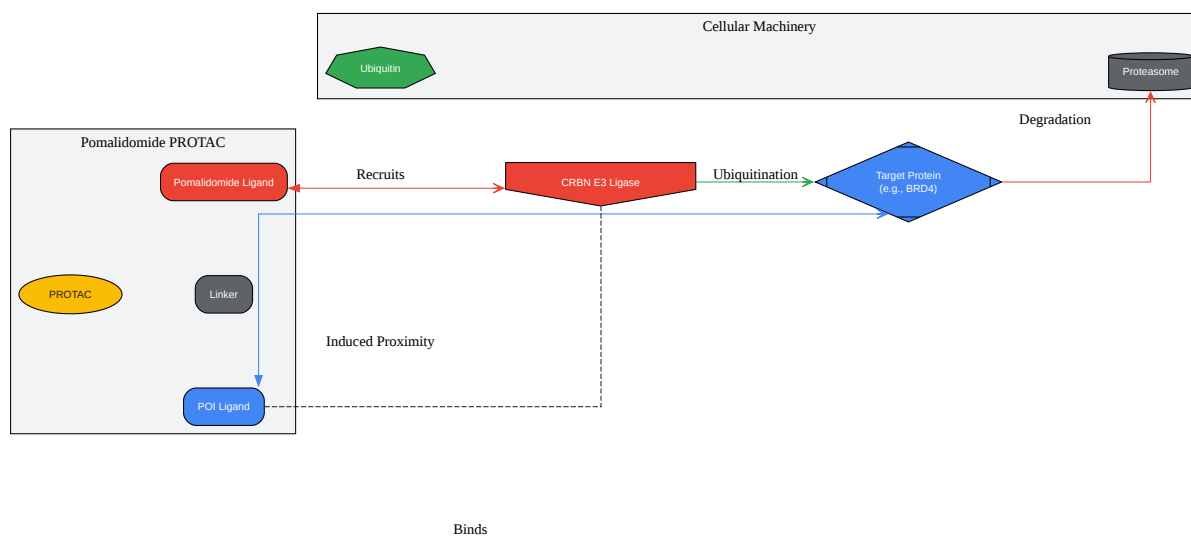 Cellular Machinery
Ubiquitin
Proteasome
Degradation
Pomalidomide PROTAC
Pomalidomide Ligand
Recruits
CRBN E3 Ligase
Ubiquitination
Target Protein
(e.g., BRD4)
PROTAC
Linker
Induced Proximity
POI Ligand
Binds